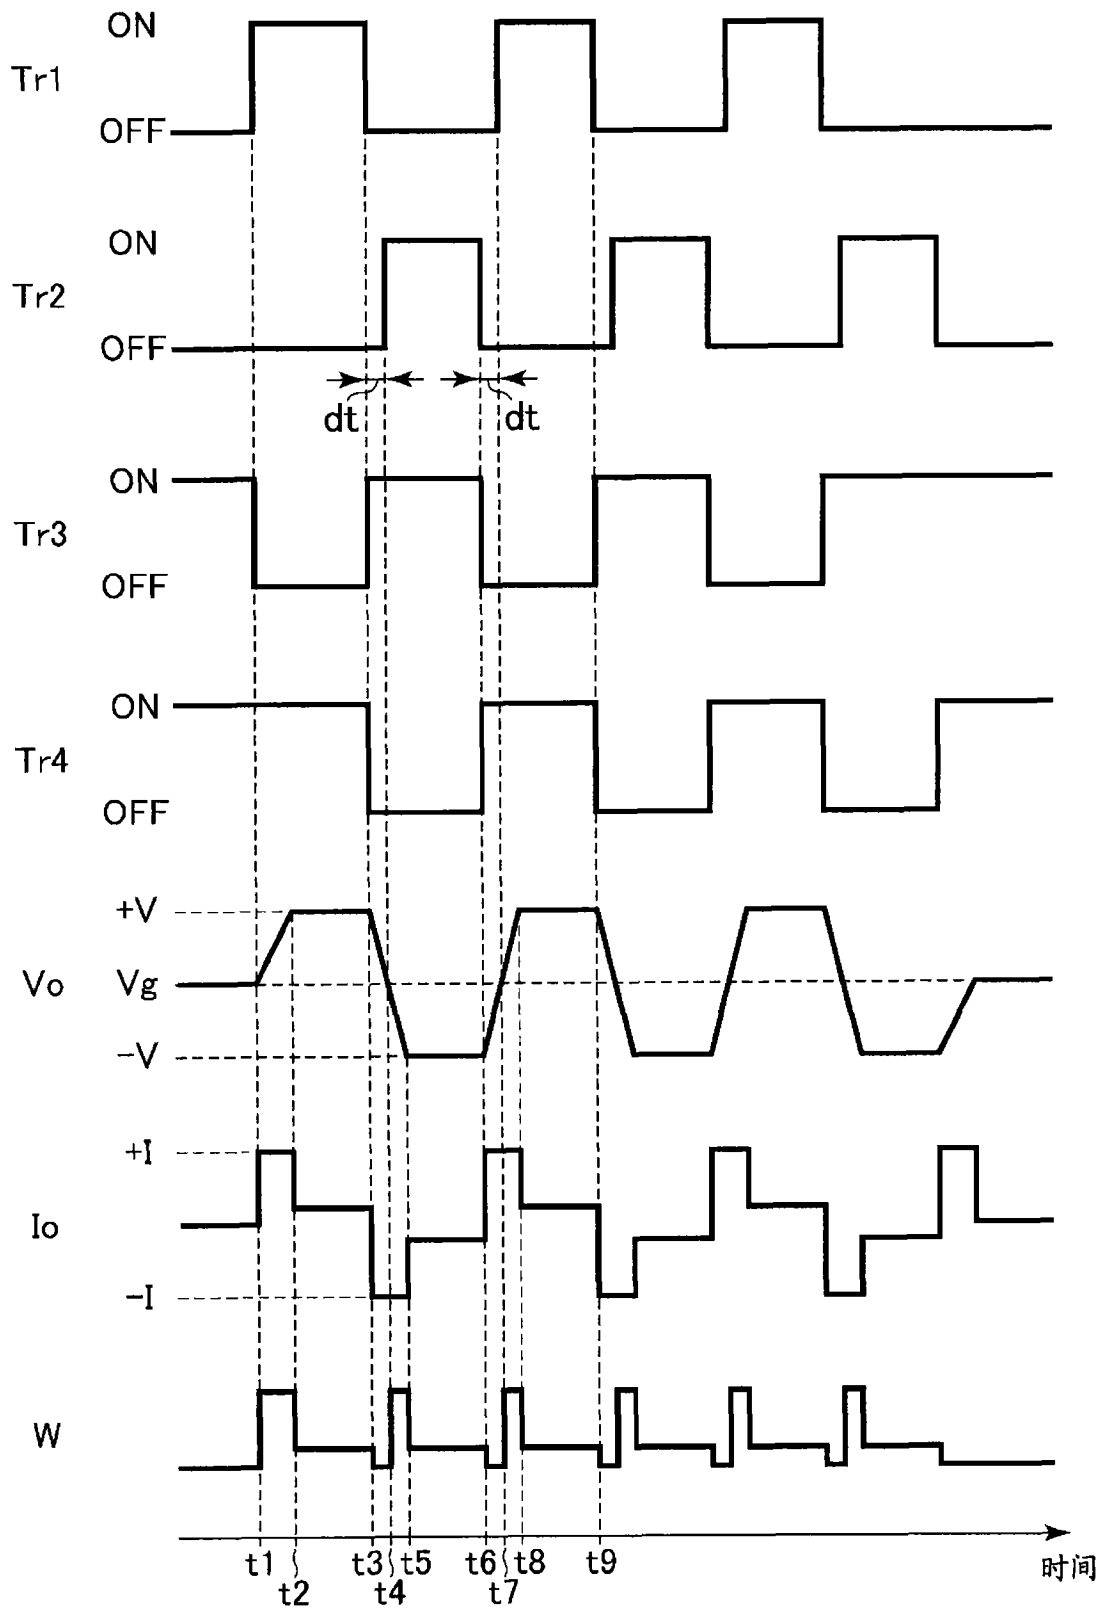 ON
Tr1
OFF
ON
Tr2
OFF
dt dt
ON
Tr3
OFF
ON
Tr4
OFF
+V
Vo Vg
−V
+I
Io
−I
W
t1 t3 t5 t6 t8 t9
t2 t4 t7
时间